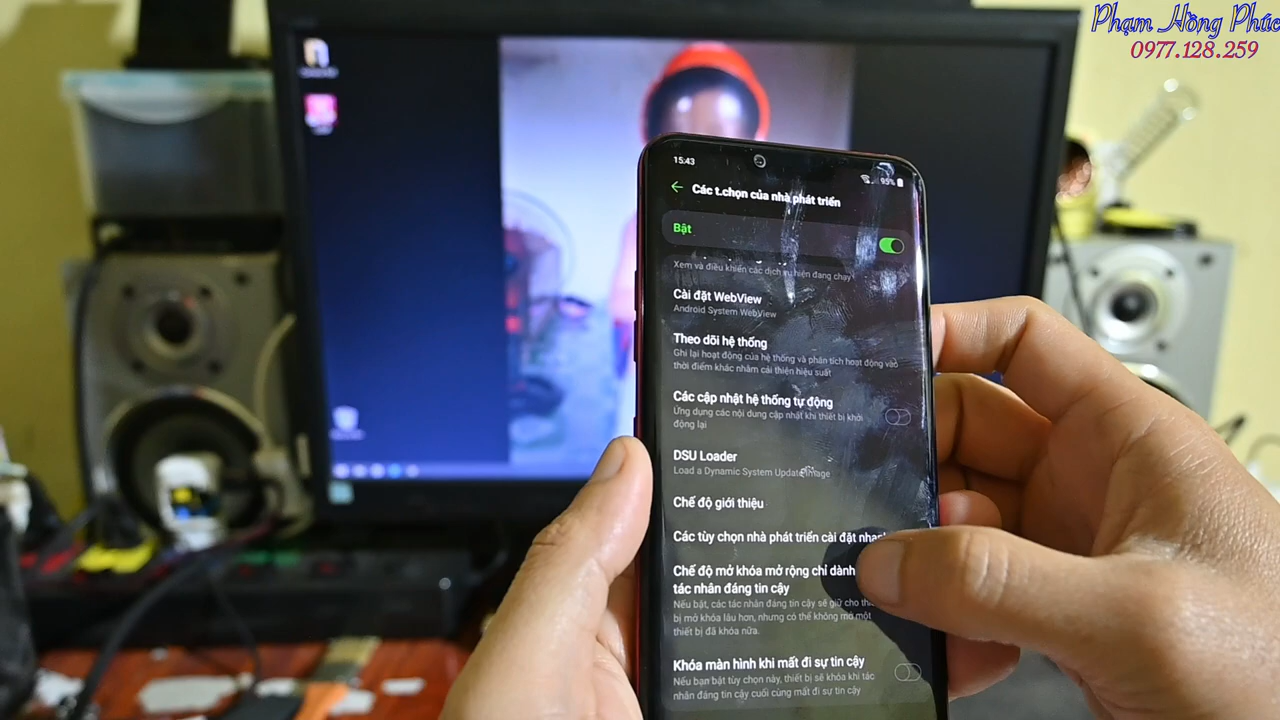 Phạm Hồng Phúc
0977.128.259
15:43
95%
Các t.chọn của nhà phát triển
Bật
Xem và điều khiển các dịch vụ hiện đang chạy
Cài đặt WebView
Android System WebView
Theo dõi hệ thống
Ghi lại hoạt động của hệ thống và phân tích hoạt động vào
thời điểm khác nhằm cải thiện hiệu suất
Các cập nhật hệ thống tự động
Ứng dụng các nội dung cập nhật khi thiết bị khởi
động lại
DSU Loader
Load a Dynamic System Update Image
Chế độ giới thiệu
Các tùy chọn nhà phát triển cài đặt
Chế độ mở khóa mở rộng chỉ dành
tác nhân đáng tin cậy
Nếu bật, các tác nhân đáng tin cậy sẽ giữ cho
bị mở khóa lâu hơn, nhưng có thể không mở một
thiết bị đã khóa nữa.
Khóa màn hình khi mất đi sự tin cậy
Nếu bạn bật tùy chọn này, thiết bị sẽ khóa khi tác
nhân đáng tin cậy cuối cùng mất đi sự tin cậy